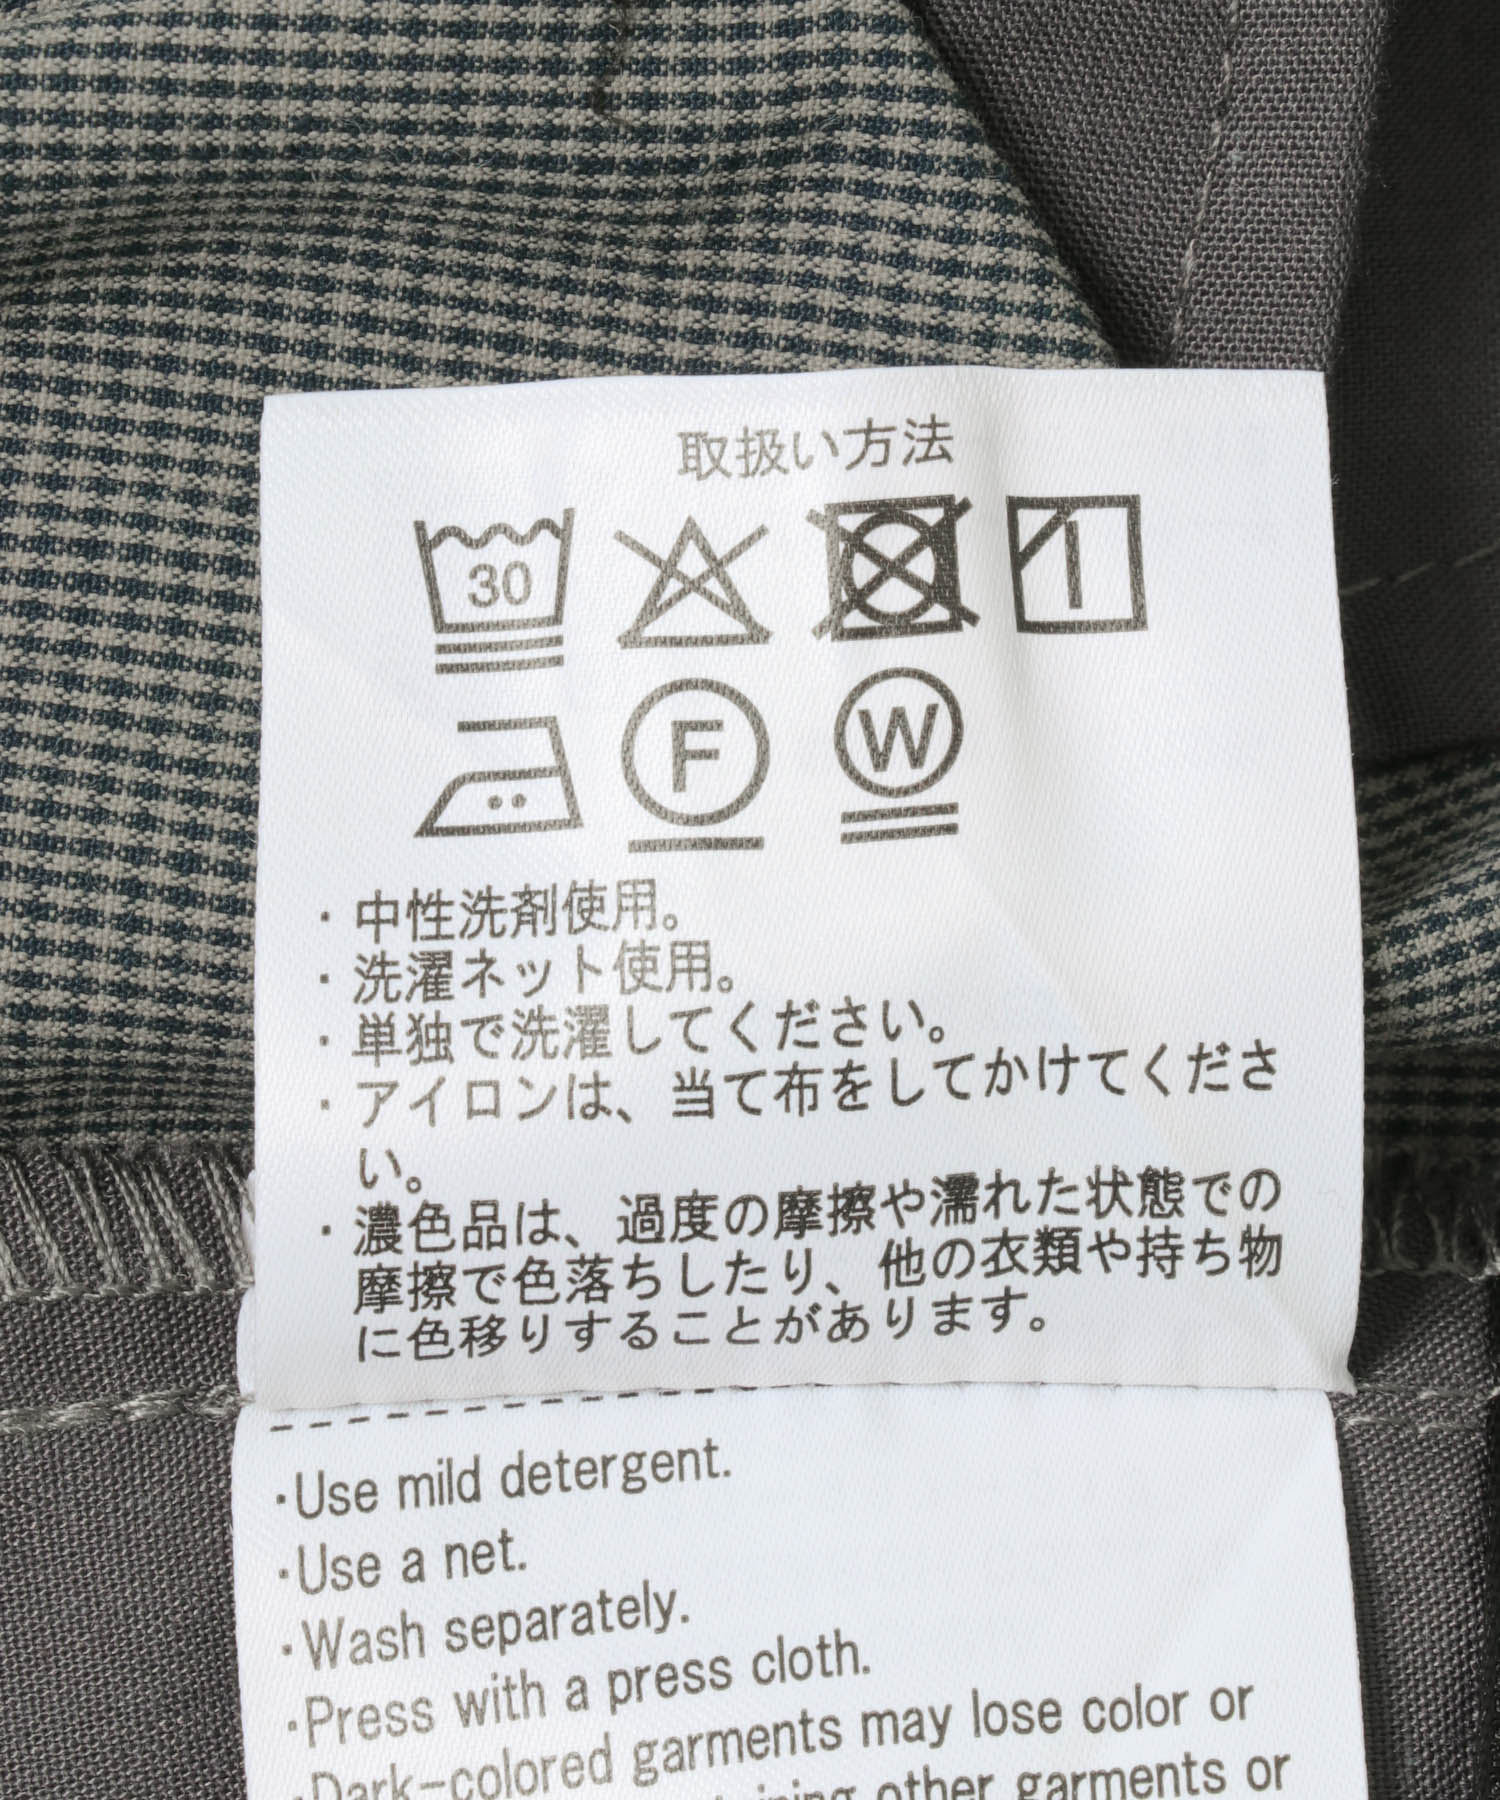 取扱い方法
30
F
W
・中性洗剤使用。
・洗濯ネット使用。
・単独で洗濯してください。
・アイロンは、当て布をしてかけてくださ
い。
・濃色品は、過度の摩擦や濡れた状態での
摩擦で色落ちしたり、他の衣類や持ち物
に色移りすることがあります。
・Use mild detergent.
・Use a net.
・Wash separately.
・Press with a press cloth.
・Dark-colored garments may lose color or
other garments or